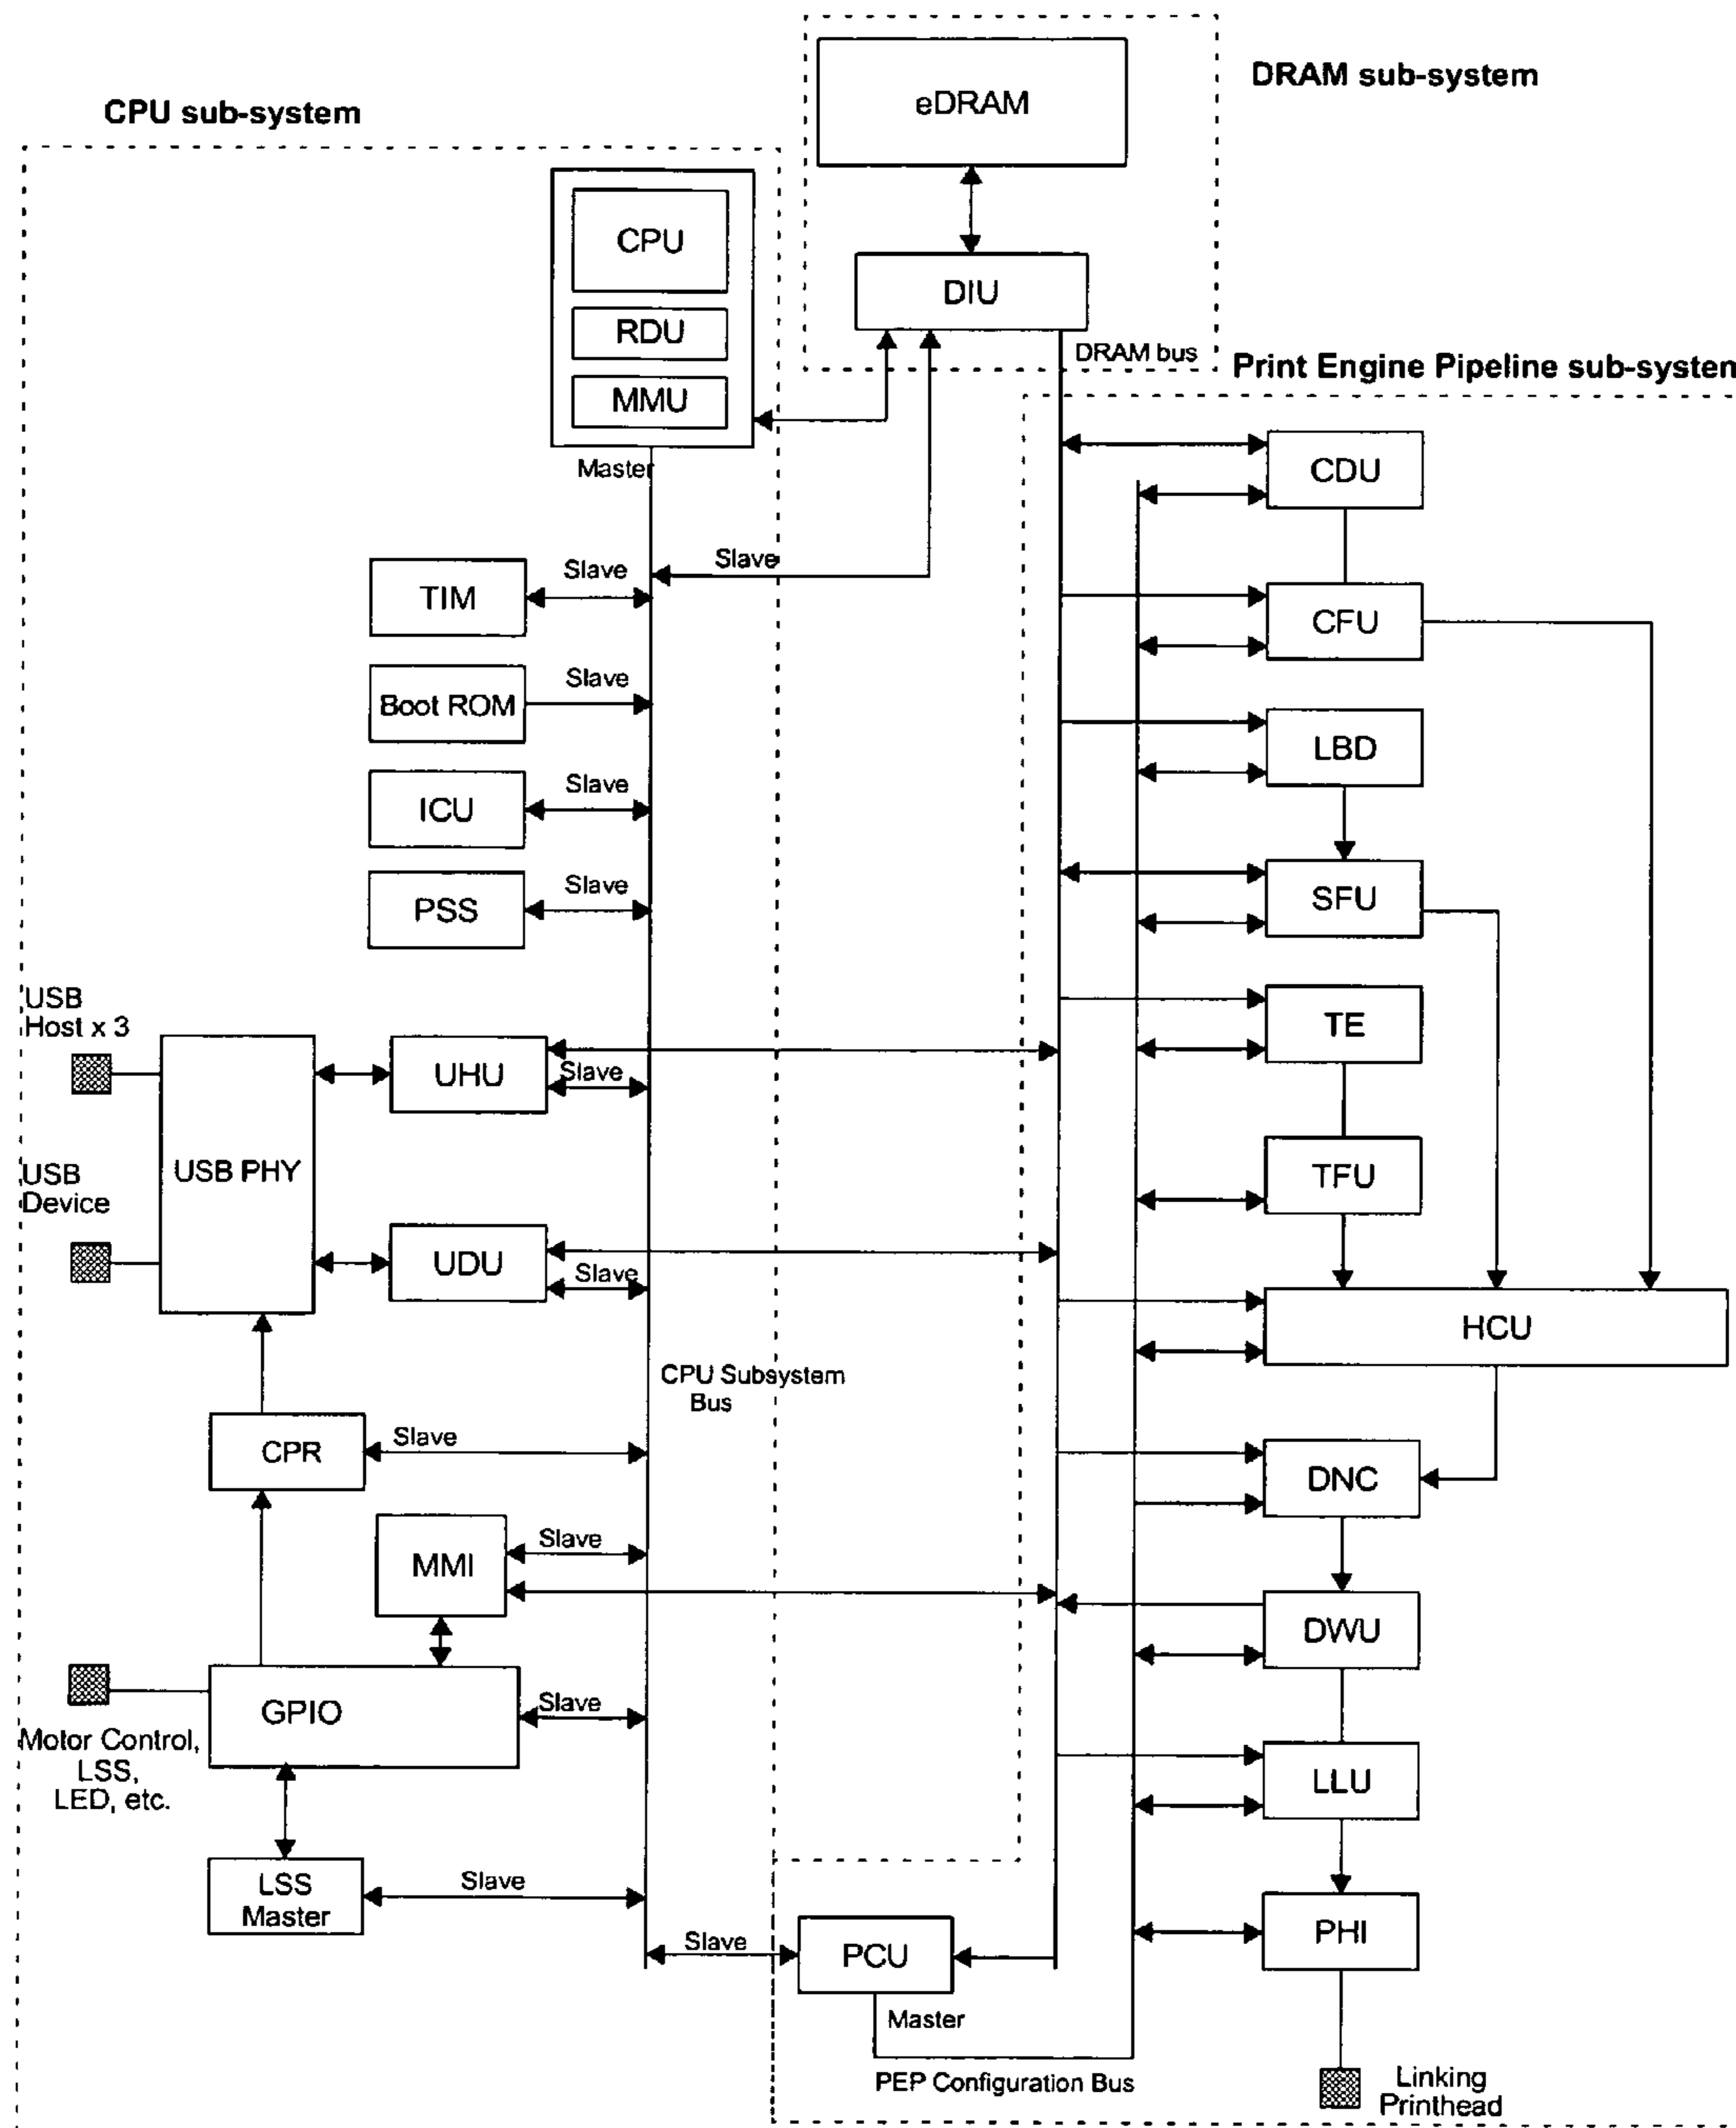 DRAM sub-system
CPU sub-system
eDRAM
CPU
RDU
MMU
Master
DIU
DRAM bus
Print Engine Pipeline sub-system
CDU
Slave
Slave
TIM
CFU
Slave
Boot ROM
LBD
Slave
ICU
Slave
PSS
SFU
USB
Host x 3
TE
UHU
Slave
USB PHY
USB
Device
TFU
UDU
Slave
HCU
CPU Subsystem
Bus
Slave
CPR
DNC
Slave
MMI
DWU
GPIO
Slave
Motor Control,
LSS,
LED, etc.
LLU
LSS
Master
Slave
PHI
Slave
PCU
Master
PEP Configuration Bus
Linking
Printhead